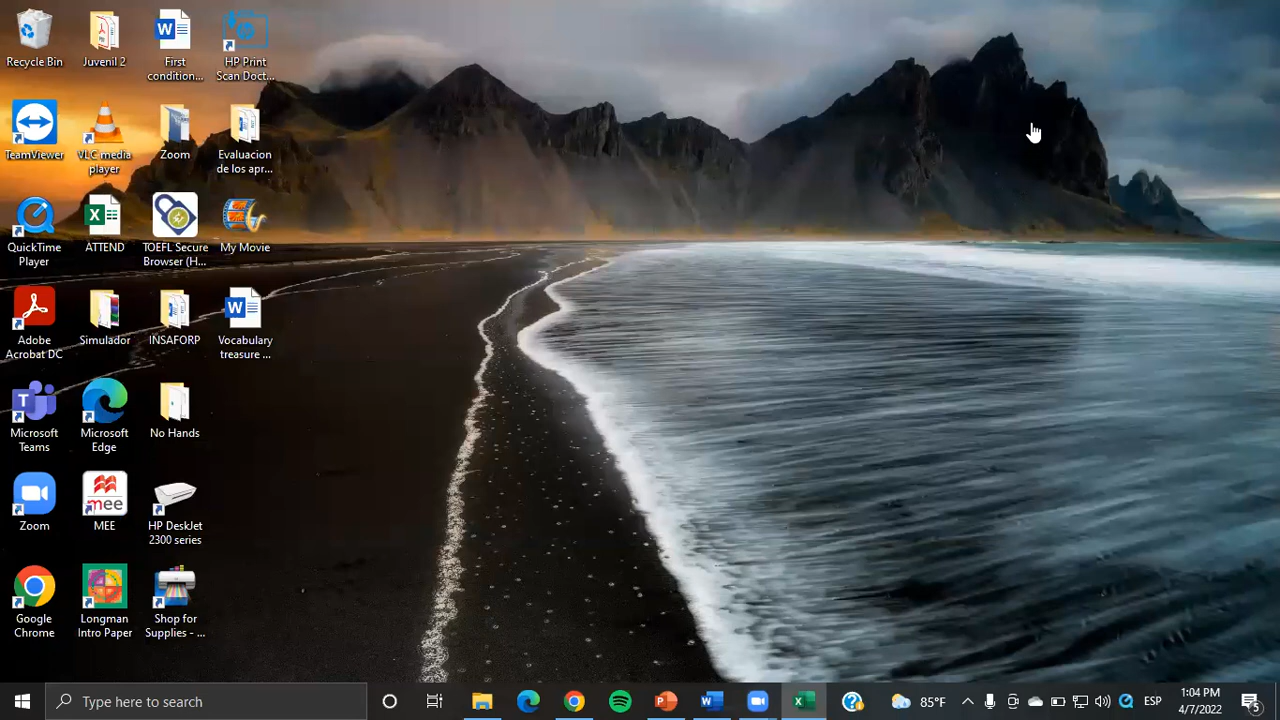 Recycle Bin
Juvenil 2
First
condition...
HP Print
Scan Doct...
TeamViewer
VLC media
player
Zoom
Evaluacion
de los apr...
QuickTime
Player
ATTEND
TOEFL Secure
Browser (H...
My Movie
Adobe
Acrobat DC
Simulador
INSAFORP
Vocabulary
treasure ...
Microsoft
Teams
Microsoft
Edge
No Hands
Zoom
mee
MEE
HP DeskJet
2300 series
Google
Chrome
Longman
Intro Paper
Shop for
Supplies - ...
Type here to search
85°F
ESP
1:04 PM
4/7/2022
5